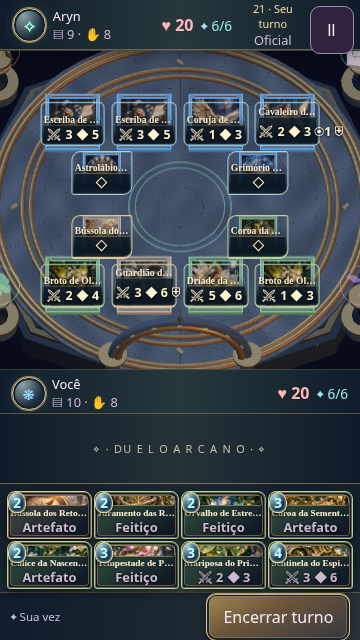 Aryn
9 · 8
20 6/6
21 · Seu
turno
Oficial
II
Escriba de ...
Escriba de ...
Coruja de ...
Cavaleiro d...
3 5
3 5
1 3
2 3 1
Astrolábio...
Grimório ...
Bússola do...
Coroa da ...
Broto de Ol...
Guardião d...
Dríade da ...
Broto de Ol...
2 4
3 6
5 6
1 3
Você
10 · 8
20 6/6
· DUELO ARCANO ·
2 2 2 3
Bússola dos Reto...
Juramento das R...
Orvalho de Estre...
Coroa da Sement...
Artefato
Feitiço
Feitiço
Artefato
2 3 3 4
Cálice da Nascen...
Tempestade de P...
Mariposa do Pri...
Sentinela do Espi...
Artefato
Feitiço
2 3
3 6
Sua vez
Encerrar turno